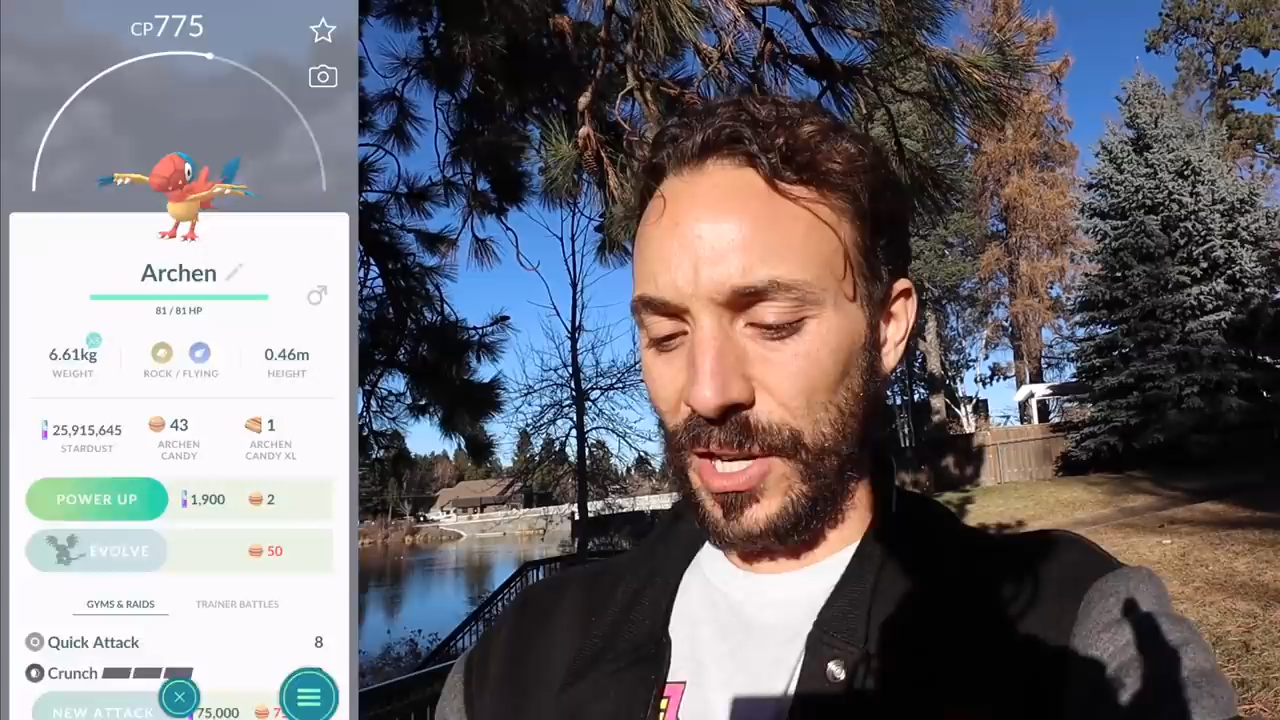 CP775
Archen
81 / 81 HP
6.61kg
WEIGHT
ROCK / FLYING
0.46m
HEIGHT
25,915,645
STARDUST
43
ARCHEN CANDY
1
ARCHEN CANDY XL
POWER UP 1,900 2
EVOLVE 50
GYMS & RAIDS TRAINER BATTLES
Quick Attack 8
Crunch
NEW ATTACK 75,000